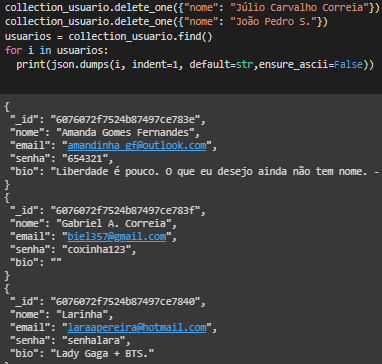 collection_usuario.delete_one({"nome": "Júlio Carvalho Correia"})
collection_usuario.delete_one({"nome": "João Pedro S."})
usuarios = collection_usuario.find()
for i in usuarios:
  print(json.dumps(i, indent=1, default=str,ensure_ascii=False))
{
 "_id": "6076072f7524b87497ce783e",
 "nome": "Amanda Gomes Fernandes",
 "email": "amandinha_gf@outlook.com",
 "senha": "654321",
 "bio": "Liberdade é pouco. O que eu desejo ainda não tem nome. -
}
{
 "_id": "6076072f7524b87497ce783f",
 "nome": "Gabriel A. Correia",
 "email": "biel357@gmail.com",
 "senha": "coxinha123",
 "bio": ""
}
{
 "_id": "6076072f7524b87497ce7840",
 "nome": "Larinha",
 "email": "laraapereira@hotmail.com",
 "senha": "senhalara",
 "bio": "Lady Gaga + BTS."